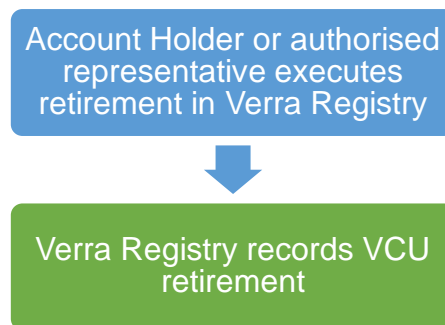 Account Holder or authorised
representative executes
retirement in Verra Registry
Verra Registry records VCU
retirement